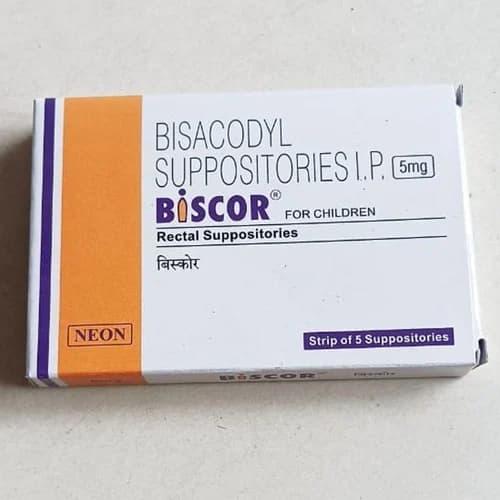 BISACODYL
SUPPOSITORIES I.P. 5mg
BiSCOR® FOR CHILDREN
Rectal Suppositories
बिस्कोर
NEON
Strip of 5 Suppositories
BiSCOR